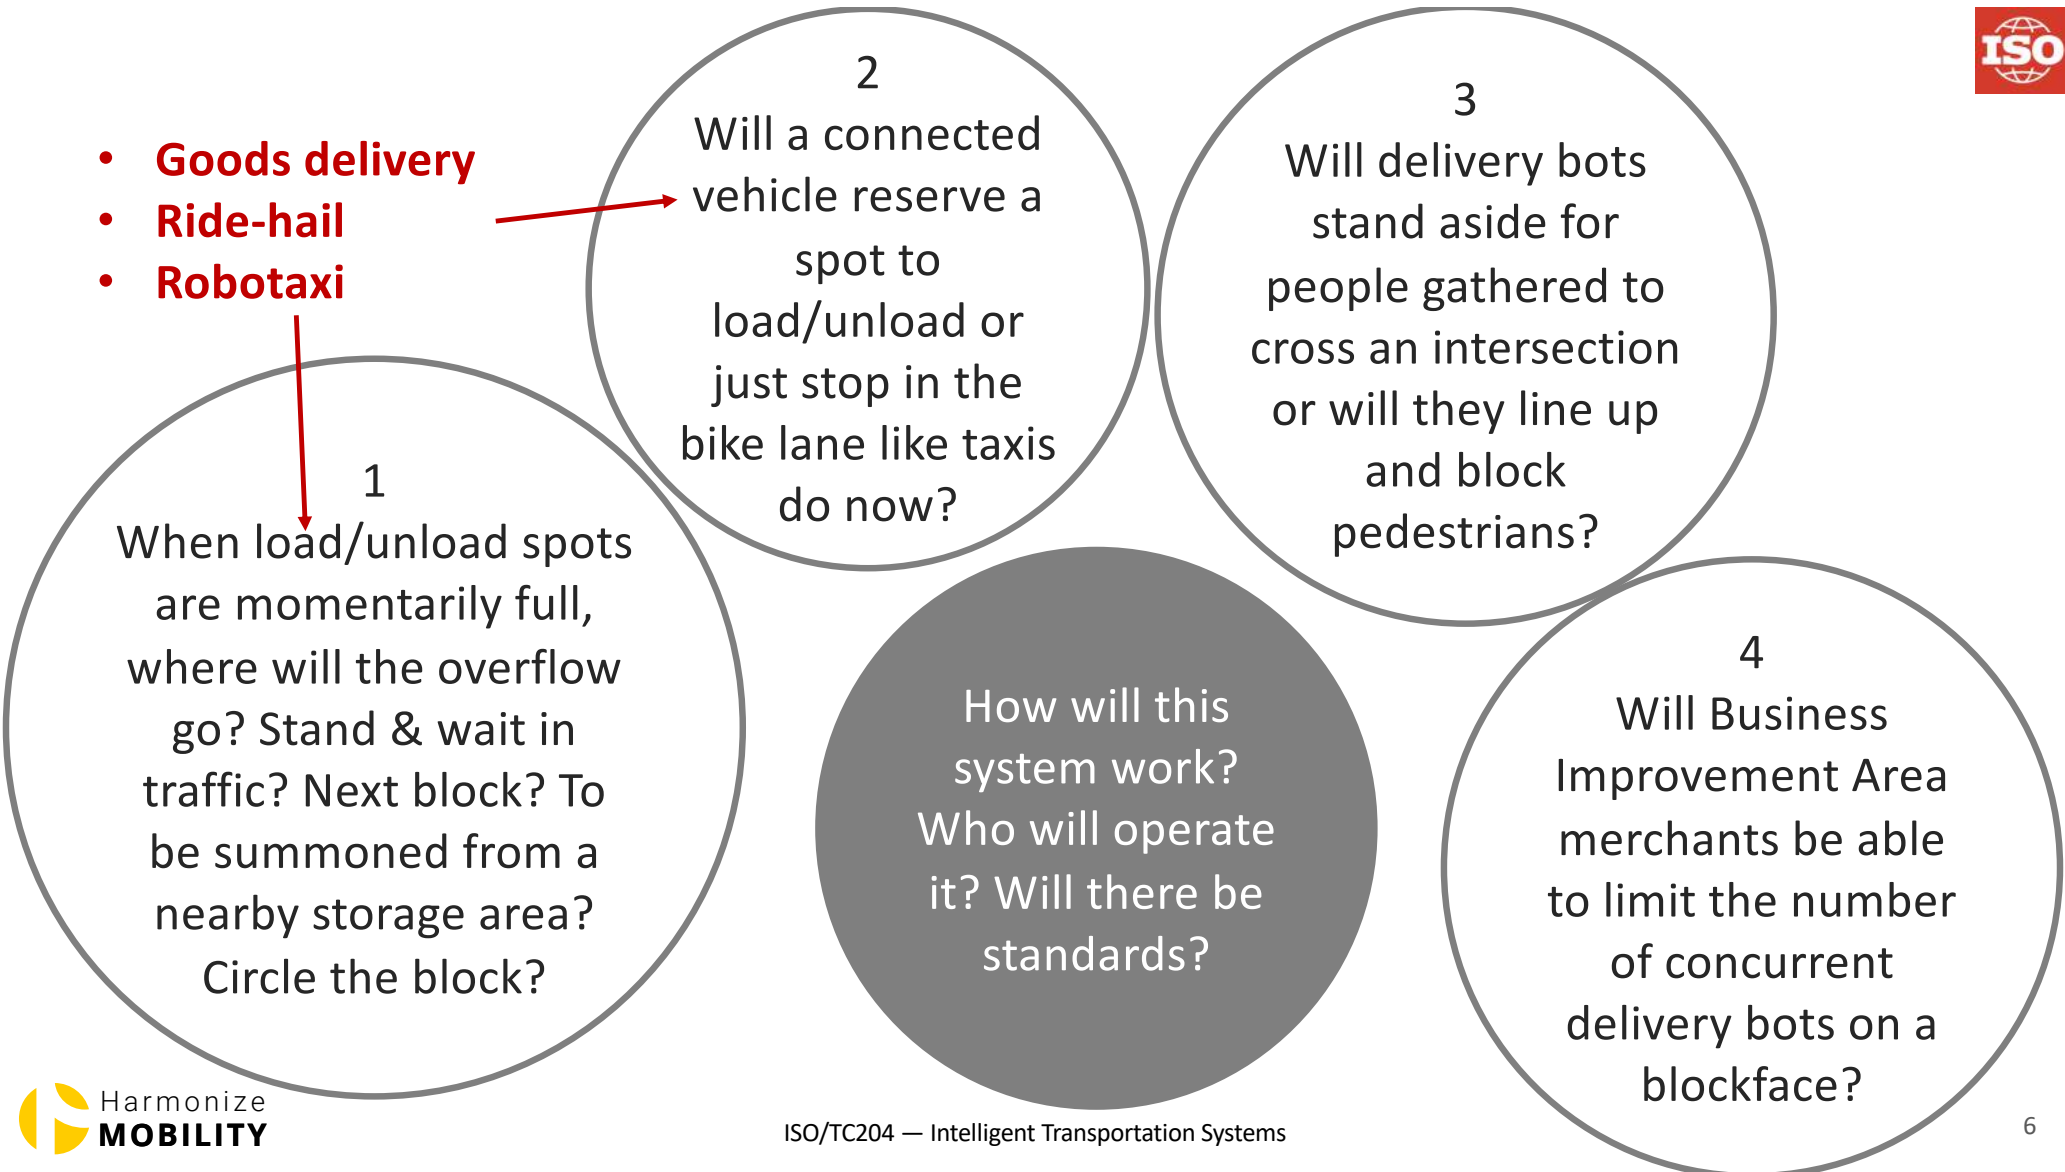 ISO
• Goods delivery
• Ride-hail
• Robotaxi
1
When load/unload spots
are momentarily full,
where will the overflow
go? Stand & wait in
traffic? Next block? To
be summoned from a
nearby storage area?
Circle the block?
2
Will a connected
vehicle reserve a
spot to
load/unload or
just stop in the
bike lane like taxis
do now?
3
Will delivery bots
stand aside for
people gathered to
cross an intersection
or will they line up
and block
pedestrians?
4
Will Business
Improvement Area
merchants be able
to limit the number
of concurrent
delivery bots on a
blockface?
How will this
system work?
Who will operate
it? Will there be
standards?
Harmonize
MOBILITY
ISO/TC204 — Intelligent Transportation Systems
6